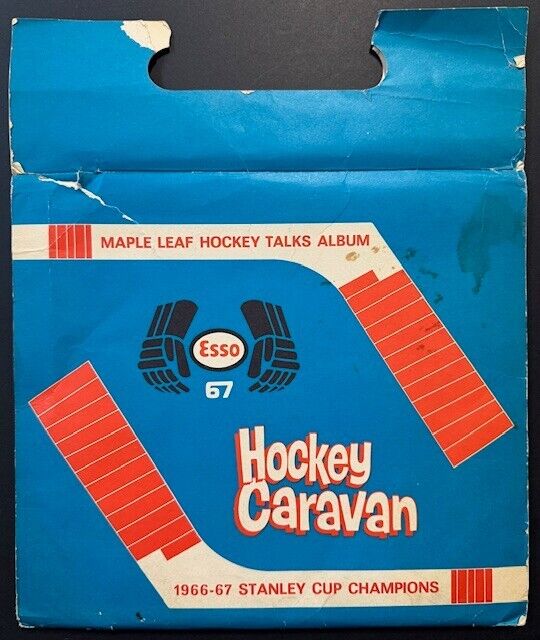 MAPLE LEAF HOCKEY TALKS ALBUM
Esso
67
Hockey
Caravan
1966-67 STANLEY CUP CHAMPIONS